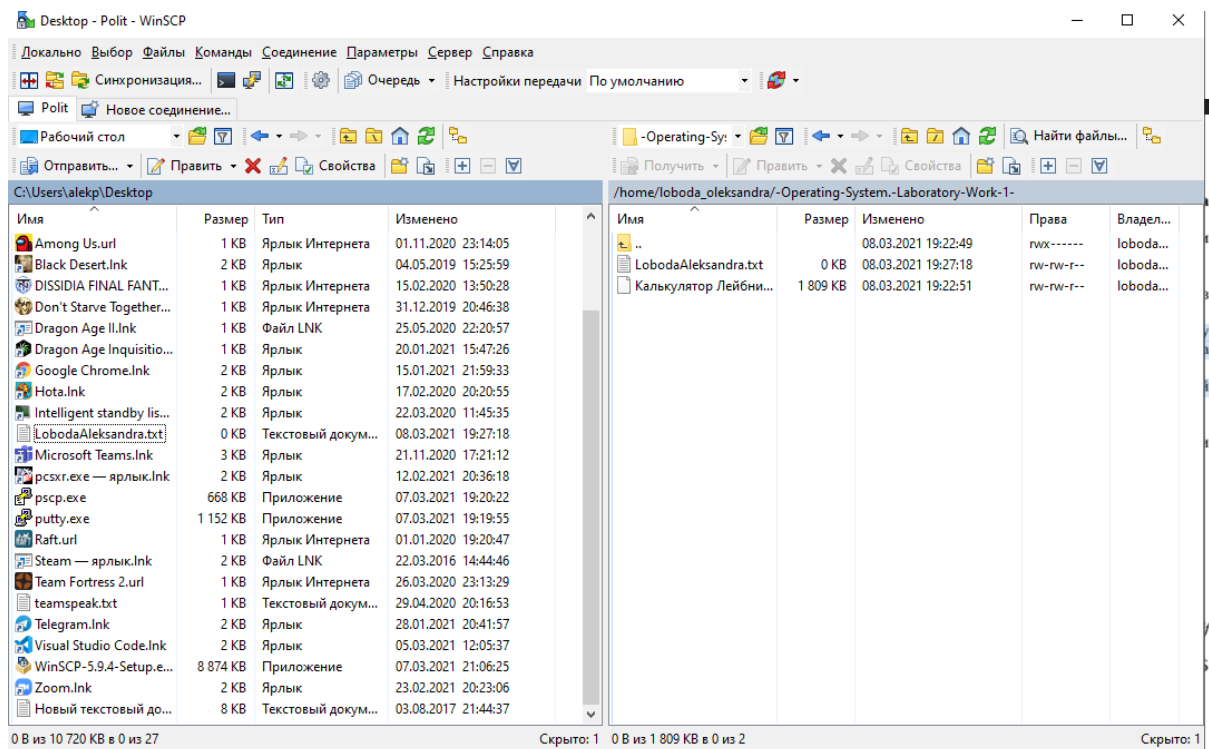 Desktop - Polit - WinSCP
Локально Выбор Файлы Команды Соединение Параметры Сервер Справка
Синхронизация... Очередь Настройки передачи По умолчанию
Polit Новое соединение...
Рабочий стол -Operating-Sy: Найти файлы...
Отправить... Править Свойства Получить Править Свойства
C:\Users\alekp\Desktop /home/loboda_oleksandra/-Operating-System.-Laboratory-Work-1-
Имя Размер Тип Изменено Имя Размер Изменено Права Владел...
Among Us.url 1 KB Ярлык Интернета 01.11.2020 23:14:05 .. 08.03.2021 19:22:49 rwx------ loboda...
Black Desert.lnk 2 KB Ярлык 04.05.2019 15:25:59 LobodaAleksandra.txt 0 KB 08.03.2021 19:27:18 rw-rw-r-- loboda...
DISSIDIA FINAL FANT... 1 KB Ярлык Интернета 15.02.2020 13:50:28 Калькулятор Лейбни... 1 809 KB 08.03.2021 19:22:51 rw-rw-r-- loboda...
Don't Starve Together... 1 KB Ярлык Интернета 31.12.2019 20:46:38
Dragon Age II.lnk 1 KB Файл LNK 25.05.2020 22:20:57
Dragon Age Inquisitio... 1 KB Ярлык 20.01.2021 15:47:26
Google Chrome.lnk 2 KB Ярлык 15.01.2021 21:59:33
Hota.lnk 2 KB Ярлык 17.02.2020 20:20:55
Intelligent standby lis... 2 KB Ярлык 22.03.2020 11:45:35
LobodaAleksandra.txt 0 KB Текстовый докум... 08.03.2021 19:27:18
Microsoft Teams.lnk 3 KB Ярлык 21.11.2020 17:21:12
pcsxr.exe — ярлык.lnk 2 KB Ярлык 12.02.2021 20:36:18
pscp.exe 668 KB Приложение 07.03.2021 19:20:22
putty.exe 1 152 KB Приложение 07.03.2021 19:19:55
Raft.url 1 KB Ярлык Интернета 01.01.2020 19:20:47
Steam — ярлык.lnk 2 KB Файл LNK 22.03.2016 14:44:46
Team Fortress 2.url 1 KB Ярлык Интернета 26.03.2020 23:13:29
teamspeak.txt 1 KB Текстовый докум... 29.04.2020 20:16:53
Telegram.lnk 2 KB Ярлык 28.01.2021 20:41:57
Visual Studio Code.lnk 2 KB Ярлык 05.03.2021 12:05:37
WinSCP-5.9.4-Setup.e... 8 874 KB Приложение 07.03.2021 21:06:25
Zoom.lnk 2 KB Ярлык 23.02.2021 20:23:06
Новый текстовый до... 8 KB Текстовый докум... 03.08.2017 21:44:37
0 B из 10 720 KB в 0 из 27 Скрыто: 1 0 B из 1 809 KB в 0 из 2 Скрыто: 1